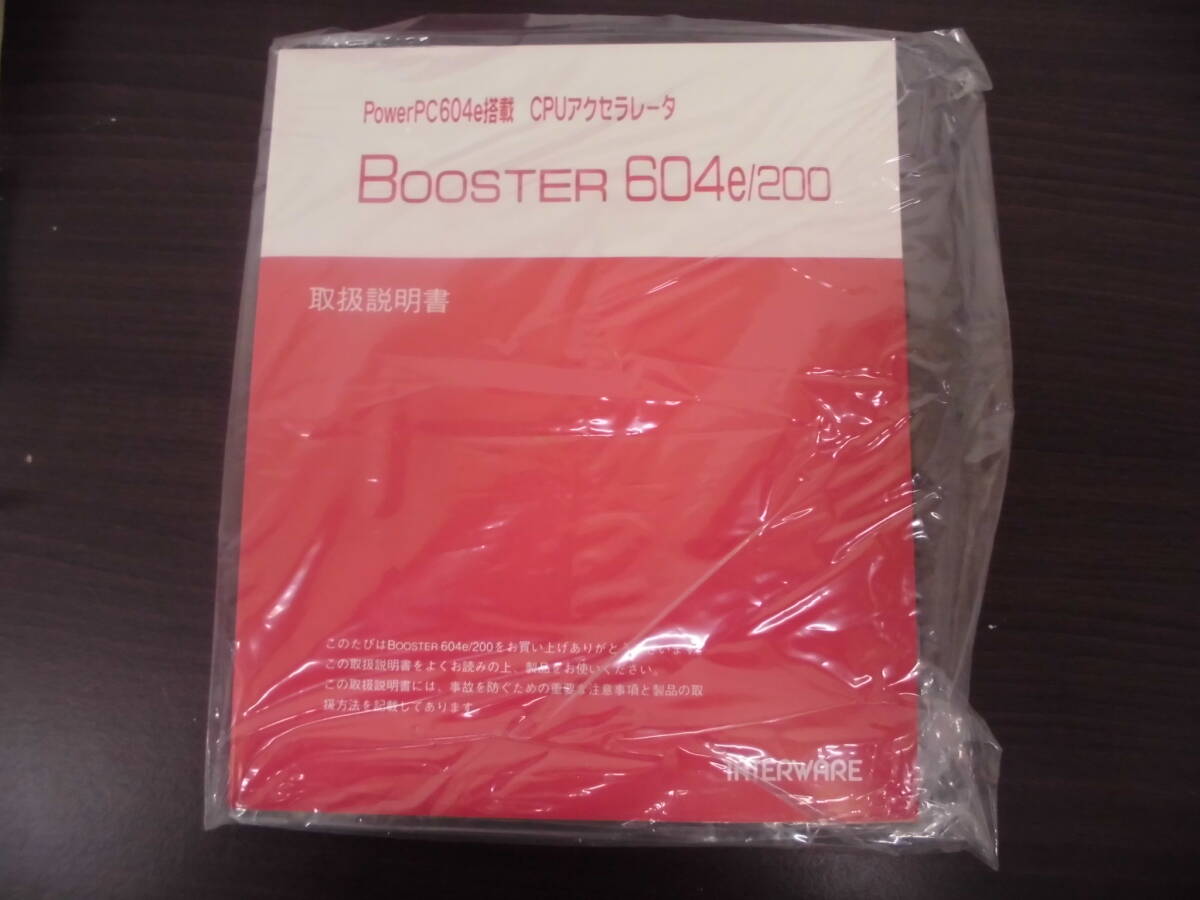 PowerPC604e搭載 CPUアクセラレータ
BOOSTER 604e/200
取扱説明書
このたびはBOOSTER 604e/200をお買い上げありがとうございます。
この取扱説明書をよくお読みの上、製品をお使いください。
この取扱説明書には、事故を防ぐための重要な注意事項と製品の取
扱方法を記載してあります。
INTERWARE